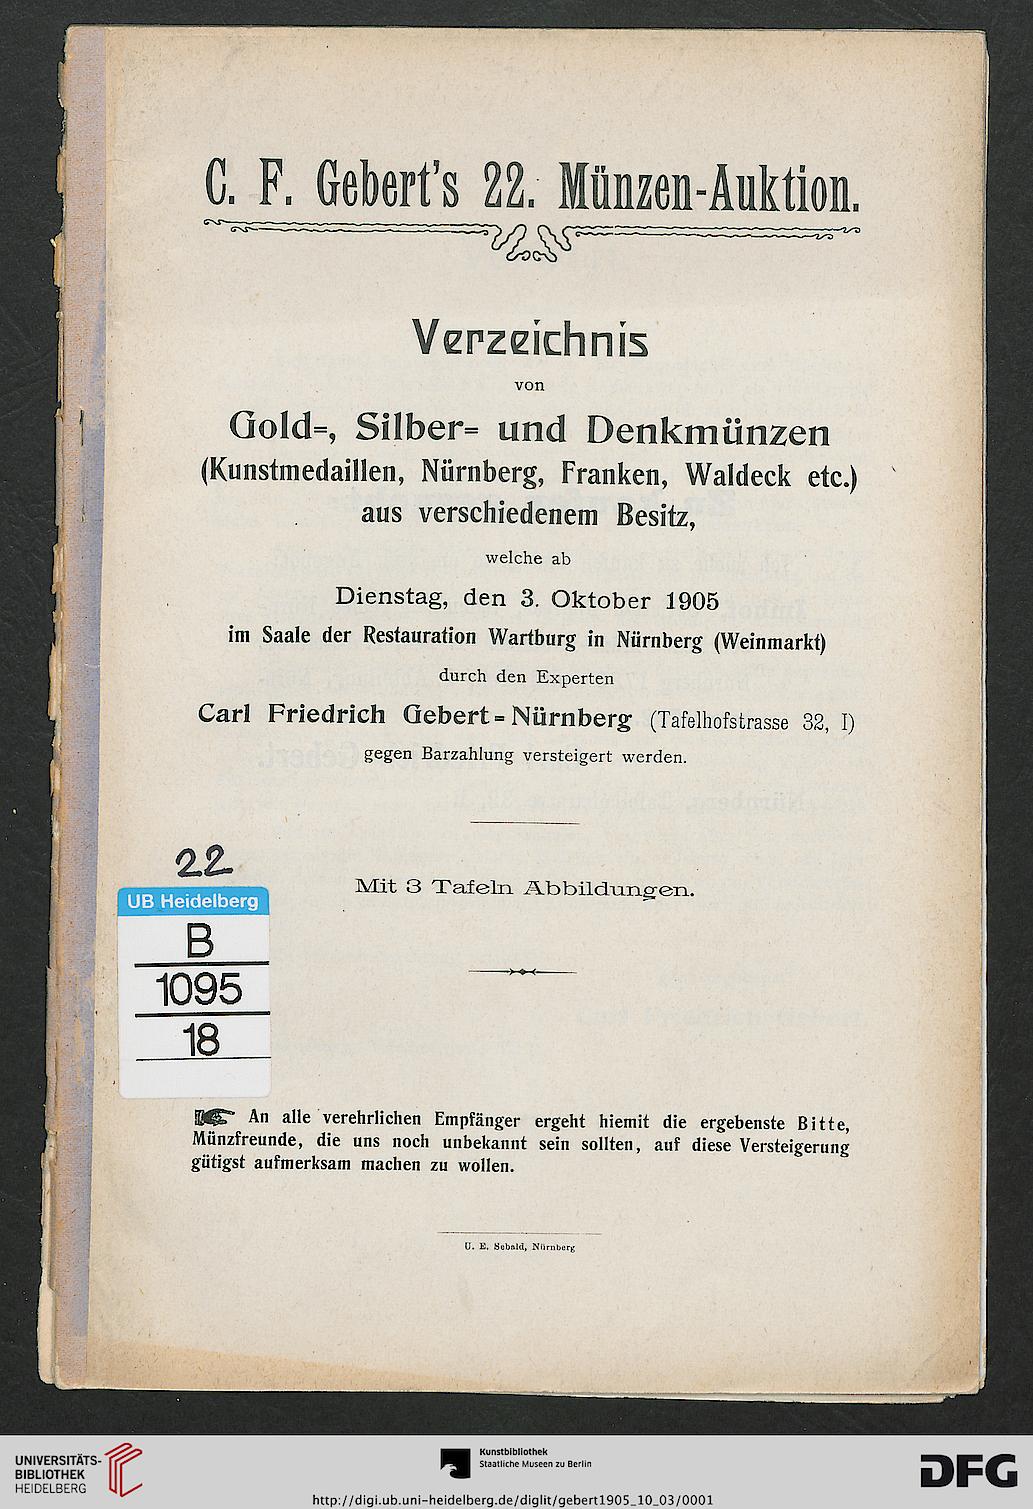 C. F. Gebert's 22. Münzen-Auktion.
Verzeichnis
von
Gold-, Silber- und Denkmünzen
(Kunstmedaillen, Nürnberg, Franken, Waldeck etc.)
aus verschiedenem Besitz,
welche ab
Dienstag, den 3. Oktober 1905
im Saale der Restauration Wartburg in Nürnberg (Weinmarkt)
durch den Experten
Carl Friedrich Gebert-Nürnberg (Tafelhofstrasse 32, I)
gegen Barzahlung versteigert werden.
22
Mit 3 Tafeln Abbildungen.
UB Heidelberg
B
1095
18
An alle verehrlichen Empfänger ergeht hiemit die ergebenste Bitte,
Münzfreunde, die uns noch unbekannt sein sollten, auf diese Versteigerung
gütigst aufmerksam machen zu wollen.
U. E. Sebald, Nürnberg
UNIVERSITÄTS-
BIBLIOTHEK
HEIDELBERG
Kunstbibliothek
Staatliche Museen zu Berlin
DFG
http://digi.ub.uni-heidelberg.de/diglit/gebert1905_10_03/0001